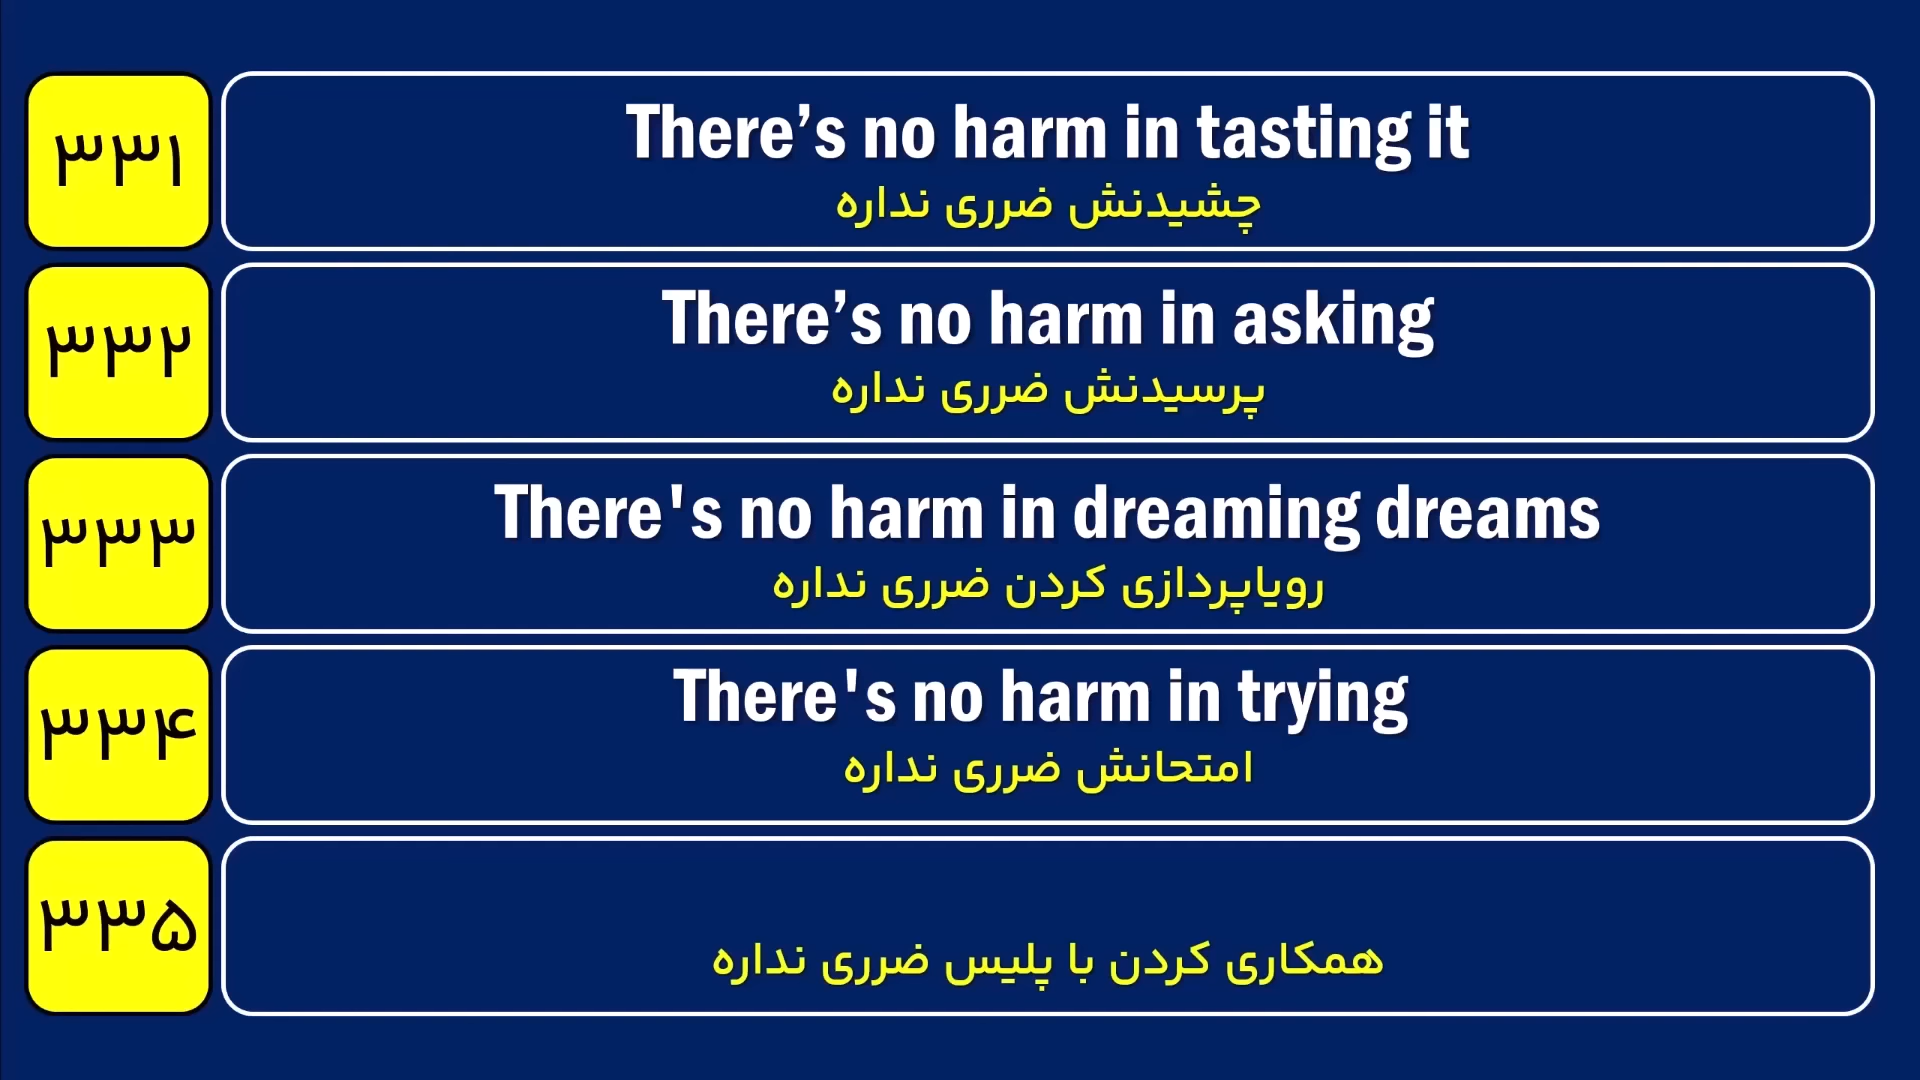 ۳۳۱
There’s no harm in tasting it
چشیدنش ضرری نداره
۳۳۲
There’s no harm in asking
پرسیدنش ضرری نداره
۳۳۳
There's no harm in dreaming dreams
رویاپردازی کردن ضرری نداره
۳۳۴
There's no harm in trying
امتحانش ضرری نداره
۳۳۵
همکاری کردن با پلیس ضرری نداره